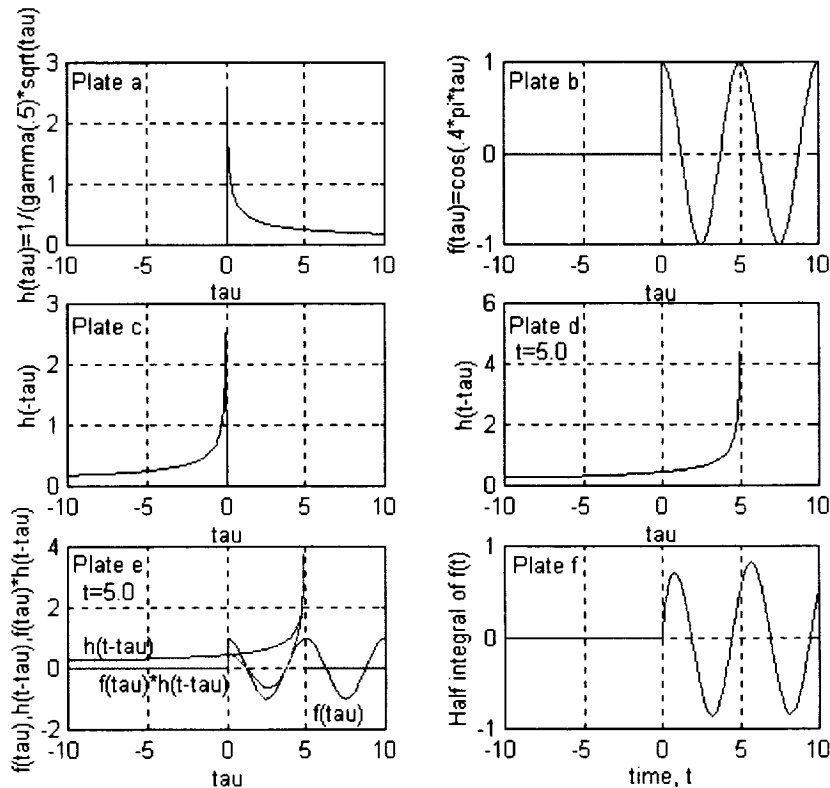 h(tau)=1/(gamma(.5)*sqrt(tau)
3
2
1
0
Plate a
-10
-5
0
5
10
tau
f(tau)=cos(.4*pi*tau)
1
0
-1
Plate b
-10
-5
0
5
10
tau
h(-tau)
3
2
1
0
Plate c
-10
-5
0
5
10
tau
h(t-tau)
6
4
2
0
Plate d
t=5.0
-10
-5
0
5
10
tau
f(tau),h(t-tau),f(tau)*h(t-tau)
4
2
0
-2
Plate e
t=5.0
h(t-tau)
f(tau)*h(t-tau)
f(tau)
-10
-5
0
5
10
tau
Half integral of f(t)
1
0
-1
Plate f
-10
-5
0
5
10
time, t